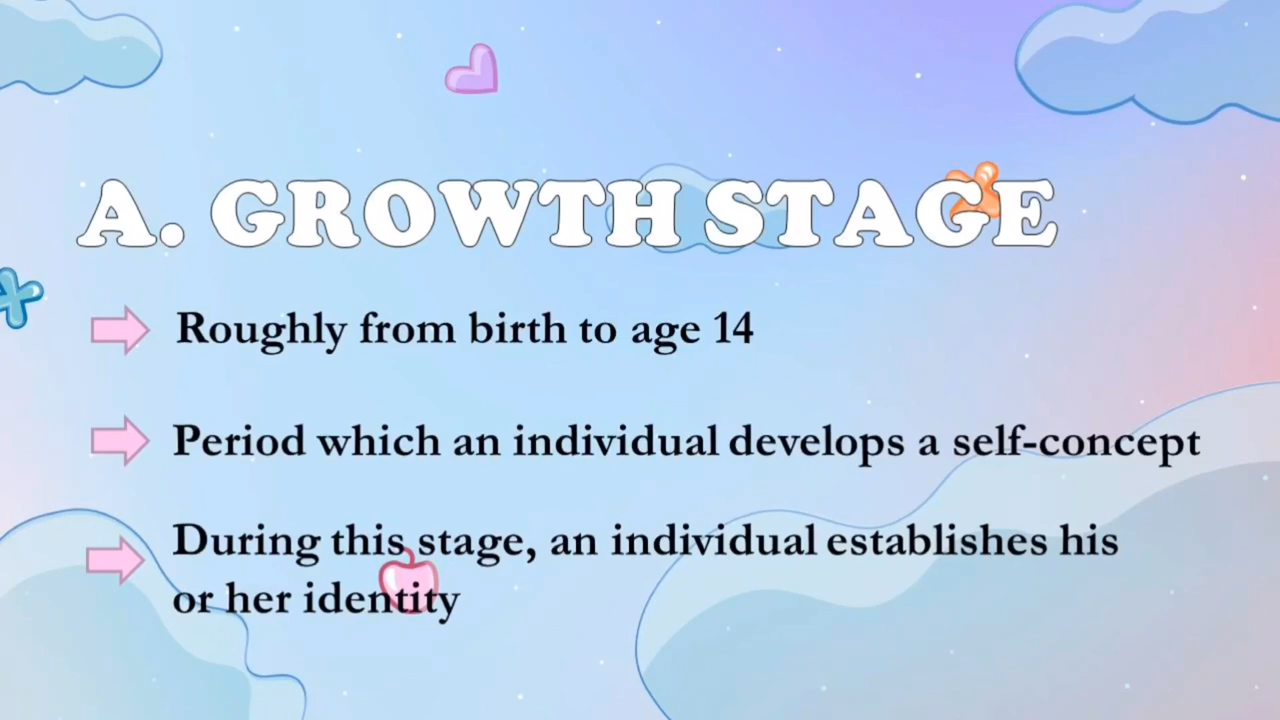 A. GROWTH STAGE
Roughly from birth to age 14
Period which an individual develops a self-concept
During this stage, an individual establishes his
or her identity